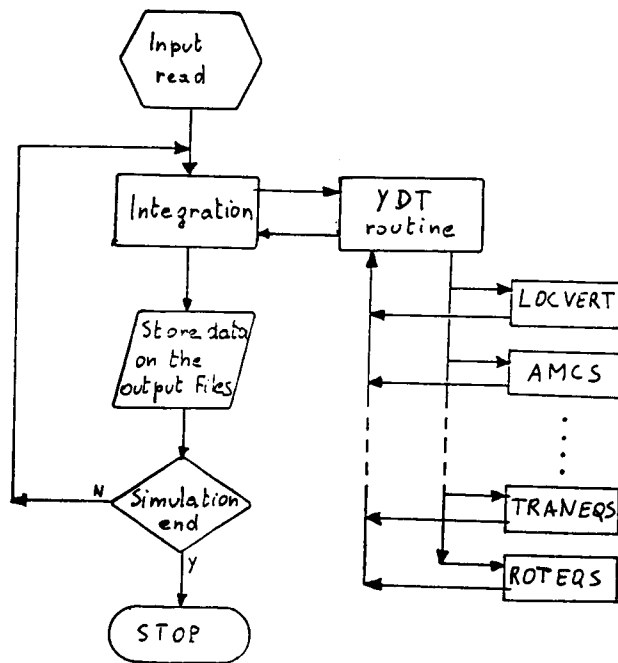 Input
read
Integration
YDT
routine
LOCVERT
AMCS
Store data
on the
output Files
TRANEQS
N
Simulation
end
ROTEQS
Y
STOP